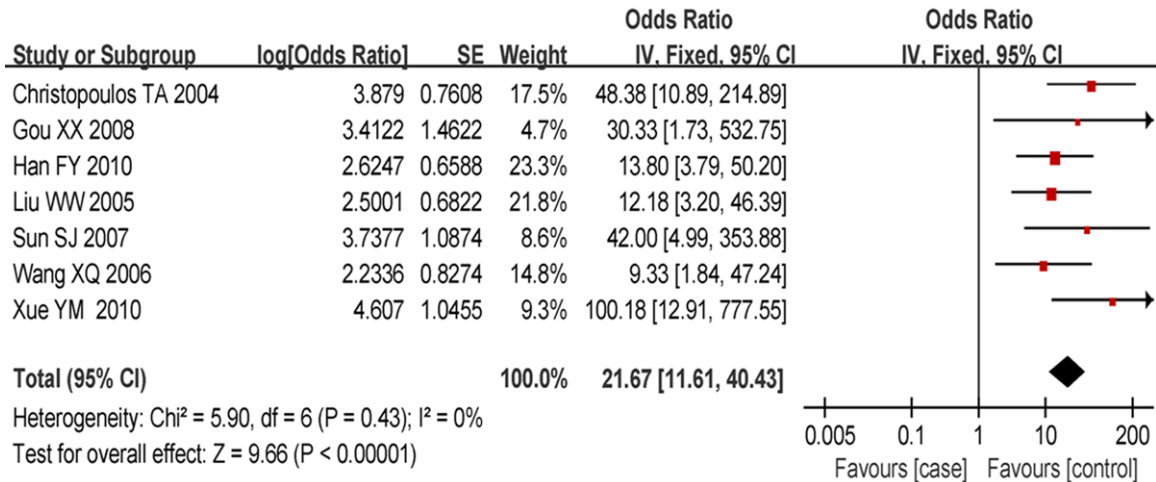 Odds Ratio Odds Ratio
Study or Subgroup log[Odds Ratio] SE Weight IV, Fixed, 95% CI IV, Fixed, 95% CI
Christopoulos TA 2004 3.879 0.7608 17.5% 48.38 [10.89, 214.89]
Gou XX 2008 3.4122 1.4622 4.7% 30.33 [1.73, 532.75]
Han FY 2010 2.6247 0.6588 23.3% 13.80 [3.79, 50.20]
Liu WW 2005 2.5001 0.6822 21.8% 12.18 [3.20, 46.39]
Sun SJ 2007 3.7377 1.0874 8.6% 42.00 [4.99, 353.88]
Wang XQ 2006 2.2336 0.8274 14.8% 9.33 [1.84, 47.24]
Xue YM 2010 4.607 1.0455 9.3% 100.18 [12.91, 777.55]
Total (95% CI) 100.0% 21.67 [11.61, 40.43]
Heterogeneity: Chi² = 5.90, df = 6 (P = 0.43); I² = 0%
Test for overall effect: Z = 9.66 (P < 0.00001)
0.005 0.1 1 10 200
Favours [case] Favours [control]